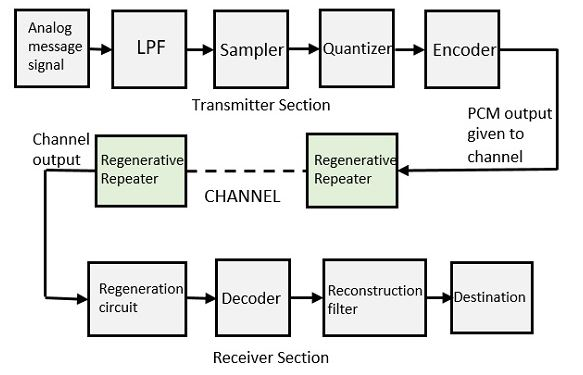 Analog
message
signal
LPF
Sampler
Quantizer
Encoder
Transmitter Section
PCM output
given to
channel
Channel
output
Regenerative
Repeater
CHANNEL
Regenerative
Repeater
Regeneration
circuit
Decoder
Reconstruction
filter
Destination
Receiver Section